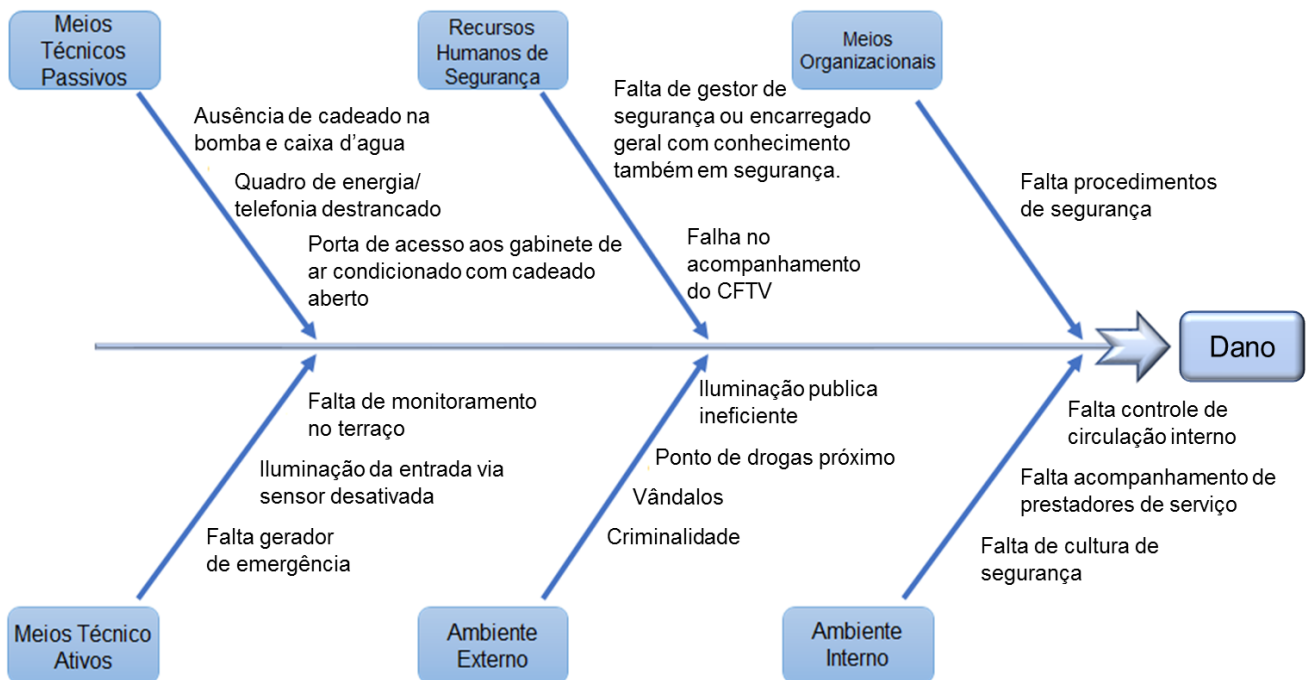 Meios
Técnicos
Passivos
Recursos
Humanos de
Segurança
Meios
Organizacionais
Ausência de cadeado na
bomba e caixa d’agua
Quadro de energia/
telefonia destrancado
Porta de acesso aos gabinete de
ar condicionado com cadeado
aberto
Falta de gestor de
segurança ou encarregado
geral com conhecimento
também em segurança.
Falha no
acompanhamento
do CFTV
Falta procedimentos
de segurança
Dano
Falta de monitoramento
no terraço
Iluminação da entrada via
sensor desativada
Falta gerador
de emergência
Iluminação publica
ineficiente
Ponto de drogas próximo
Vândalos
Criminalidade
Falta controle de
circulação interno
Falta acompanhamento de
prestadores de serviço
Falta de cultura de
segurança
Meios Técnico
Ativos
Ambiente
Externo
Ambiente
Interno